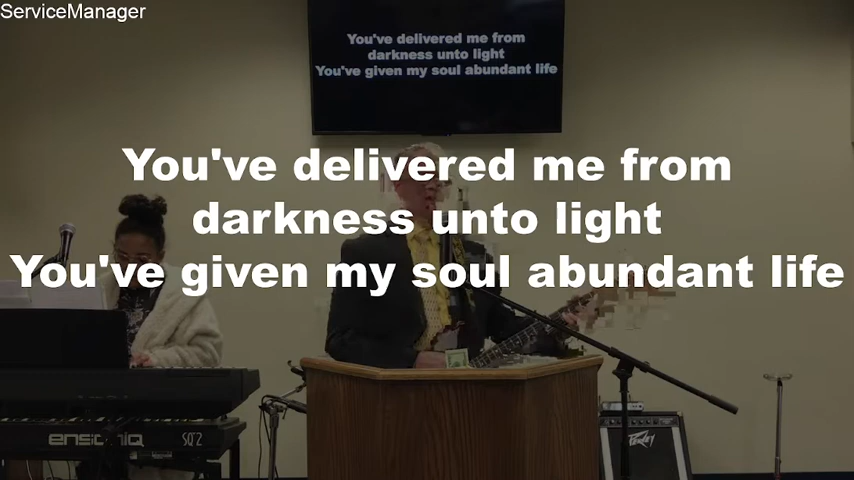 ServiceManager
You've delivered me from
darkness unto light
You've given my soul abundant life
You've delivered me from
darkness unto light
You've given my soul abundant life
ensoniq SQ2
Peavey